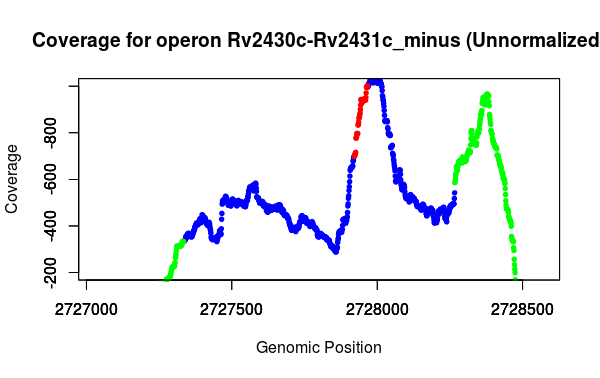 Coverage for operon Rv2430c-Rv2431c_minus (Unnormalized
Coverage
-800
-600
-400
-200
2727000 2727500 2728000 2728500
Genomic Position